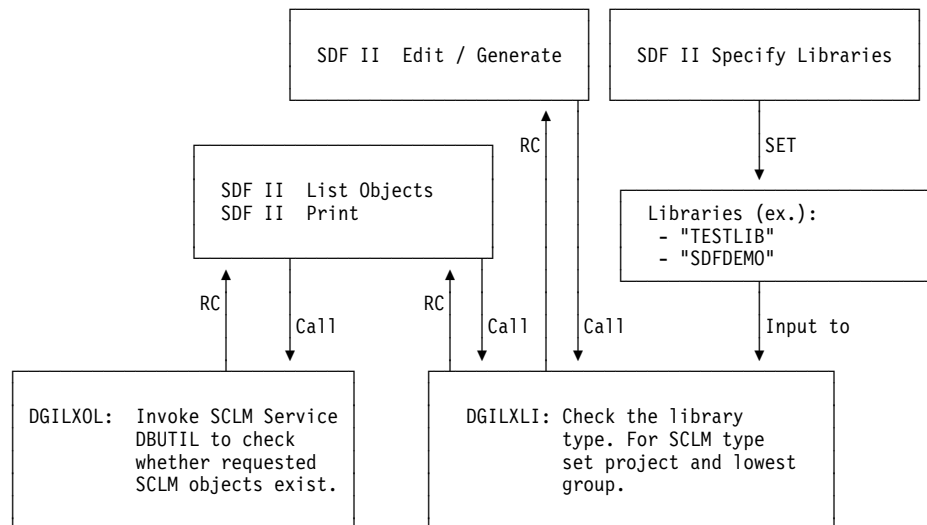 SDF II  Edit / Generate
SDF II Specify Libraries
RC
SET
SDF II  List Objects
SDF II  Print
Libraries (ex.):
- "TESTLIB"
- "SDFDEMO"
RC
Call
RC
Call
Call
Input to
DGILXOL:  Invoke SCLM Service
DBUTIL to check
whether requested
SCLM objects exist.
DGILXLI: Check the library
type. For SCLM type
set project and lowest
group.